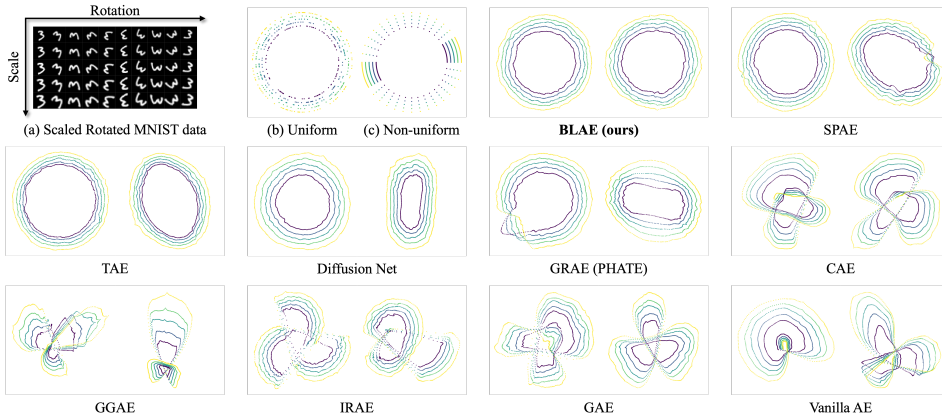 Rotation
Scale
(a) Scaled Rotated MNIST data
(b) Uniform
(c) Non-uniform
BLAE (ours)
SPAE
TAE
Diffusion Net
GRAE (PHATE)
CAE
GGAE
IRAE
GAE
Vanilla AE